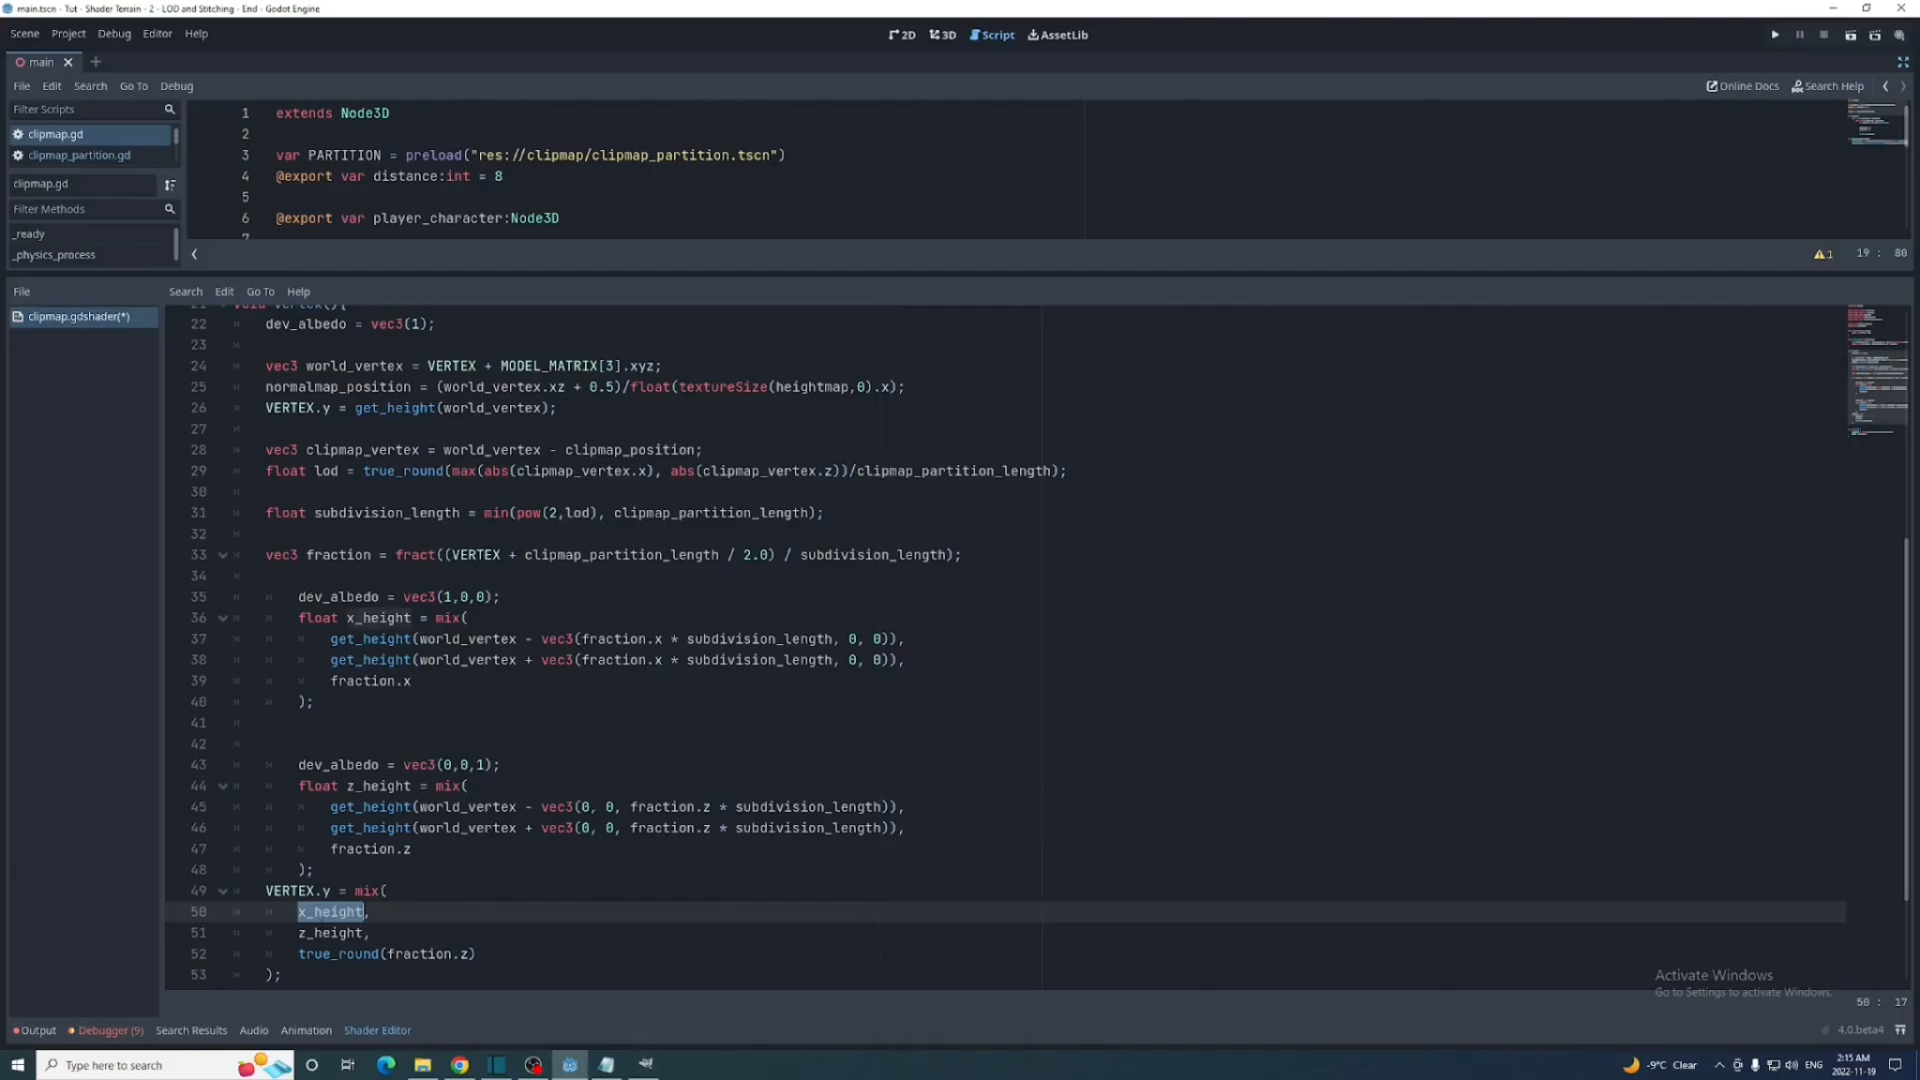 main.tscn - Tut - Shader Terrain - 2 - LOD and Stitching - End - Godot Engine
Scene Project Debug Editor Help
2D 3D Script AssetLib
main
File Edit Search Go To Debug
Online Docs Search Help
Filter Scripts
clipmap.gd
clipmap_partition.gd
clipmap.gd
Filter Methods
_ready
_physics_process
1 extends Node3D
2
3 var PARTITION = preload("res://clipmap/clipmap_partition.tscn")
4 @export var distance:int = 8
5
6 @export var player_character:Node3D
7
1 19 : 80
File
Search Edit Go To Help
clipmap.gdshader(*)
21 void vertex(){
22 dev_albedo = vec3(1);
23
24 vec3 world_vertex = VERTEX + MODEL_MATRIX[3].xyz;
25 normalmap_position = (world_vertex.xz + 0.5)/float(textureSize(heightmap,0).x);
26 VERTEX.y = get_height(world_vertex);
27
28 vec3 clipmap_vertex = world_vertex - clipmap_position;
29 float lod = true_round(max(abs(clipmap_vertex.x), abs(clipmap_vertex.z))/clipmap_partition_length);
30
31 float subdivision_length = min(pow(2,lod), clipmap_partition_length);
32
33 vec3 fraction = fract((VERTEX + clipmap_partition_length / 2.0) / subdivision_length);
34
35 dev_albedo = vec3(1,0,0);
36 float x_height = mix(
37 get_height(world_vertex - vec3(fraction.x * subdivision_length, 0, 0)),
38 get_height(world_vertex + vec3(fraction.x * subdivision_length, 0, 0)),
39 fraction.x
40 );
41
42
43 dev_albedo = vec3(0,0,1);
44 float z_height = mix(
45 get_height(world_vertex - vec3(0, 0, fraction.z * subdivision_length)),
46 get_height(world_vertex + vec3(0, 0, fraction.z * subdivision_length)),
47 fraction.z
48 );
49 VERTEX.y = mix(
50 x_height,
51 z_height,
52 true_round(fraction.z)
53 );
Activate Windows
Go to Settings to activate Windows.
50 : 17
Output Debugger (9) Search Results Audio Animation Shader Editor
4.0.beta4
Type here to search
-9°C Clear ENG
2:15 AM
2022-11-19